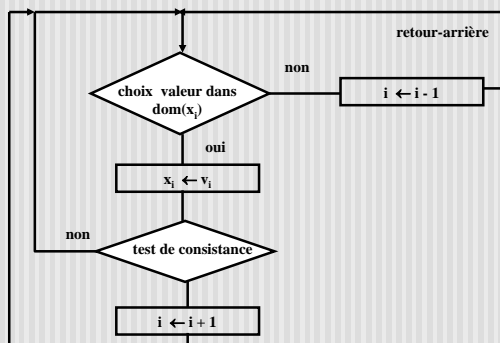 retour-arrière
non
choix valeur dans
dom(xi)
i ← i - 1
oui
xi ← vi
non
test de consistance
i ← i + 1